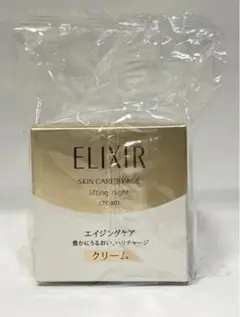 ELIXIR
SKIN CARE BY AGE
lifting night
cream
エイジングケア
豊かにうるおい、ハリチャージ
クリーム